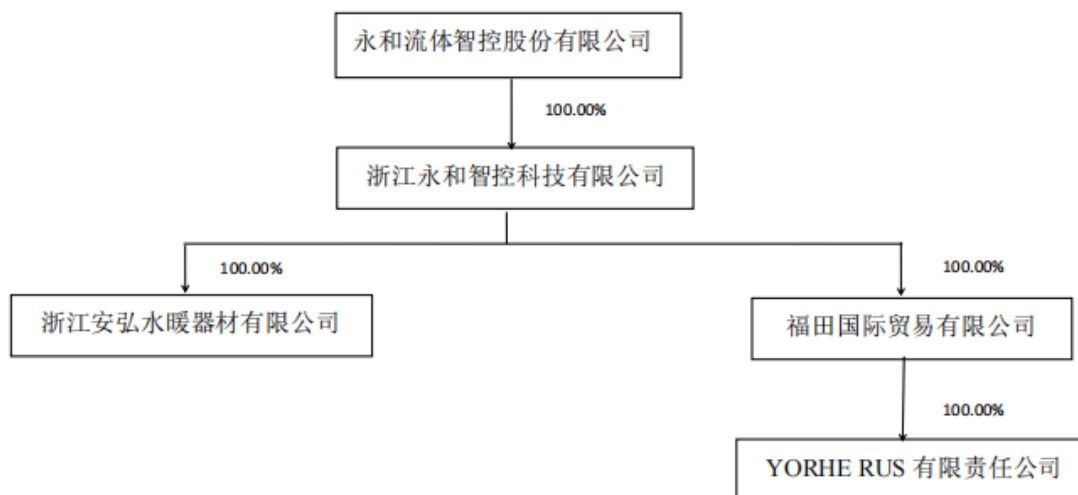 永和流体智控股份有限公司
100.00%
浙江永和智控科技有限公司
100.00%
100.00%
浙江安弘水暖器材有限公司
福田国际贸易有限公司
100.00%
YORHE RUS 有限责任公司